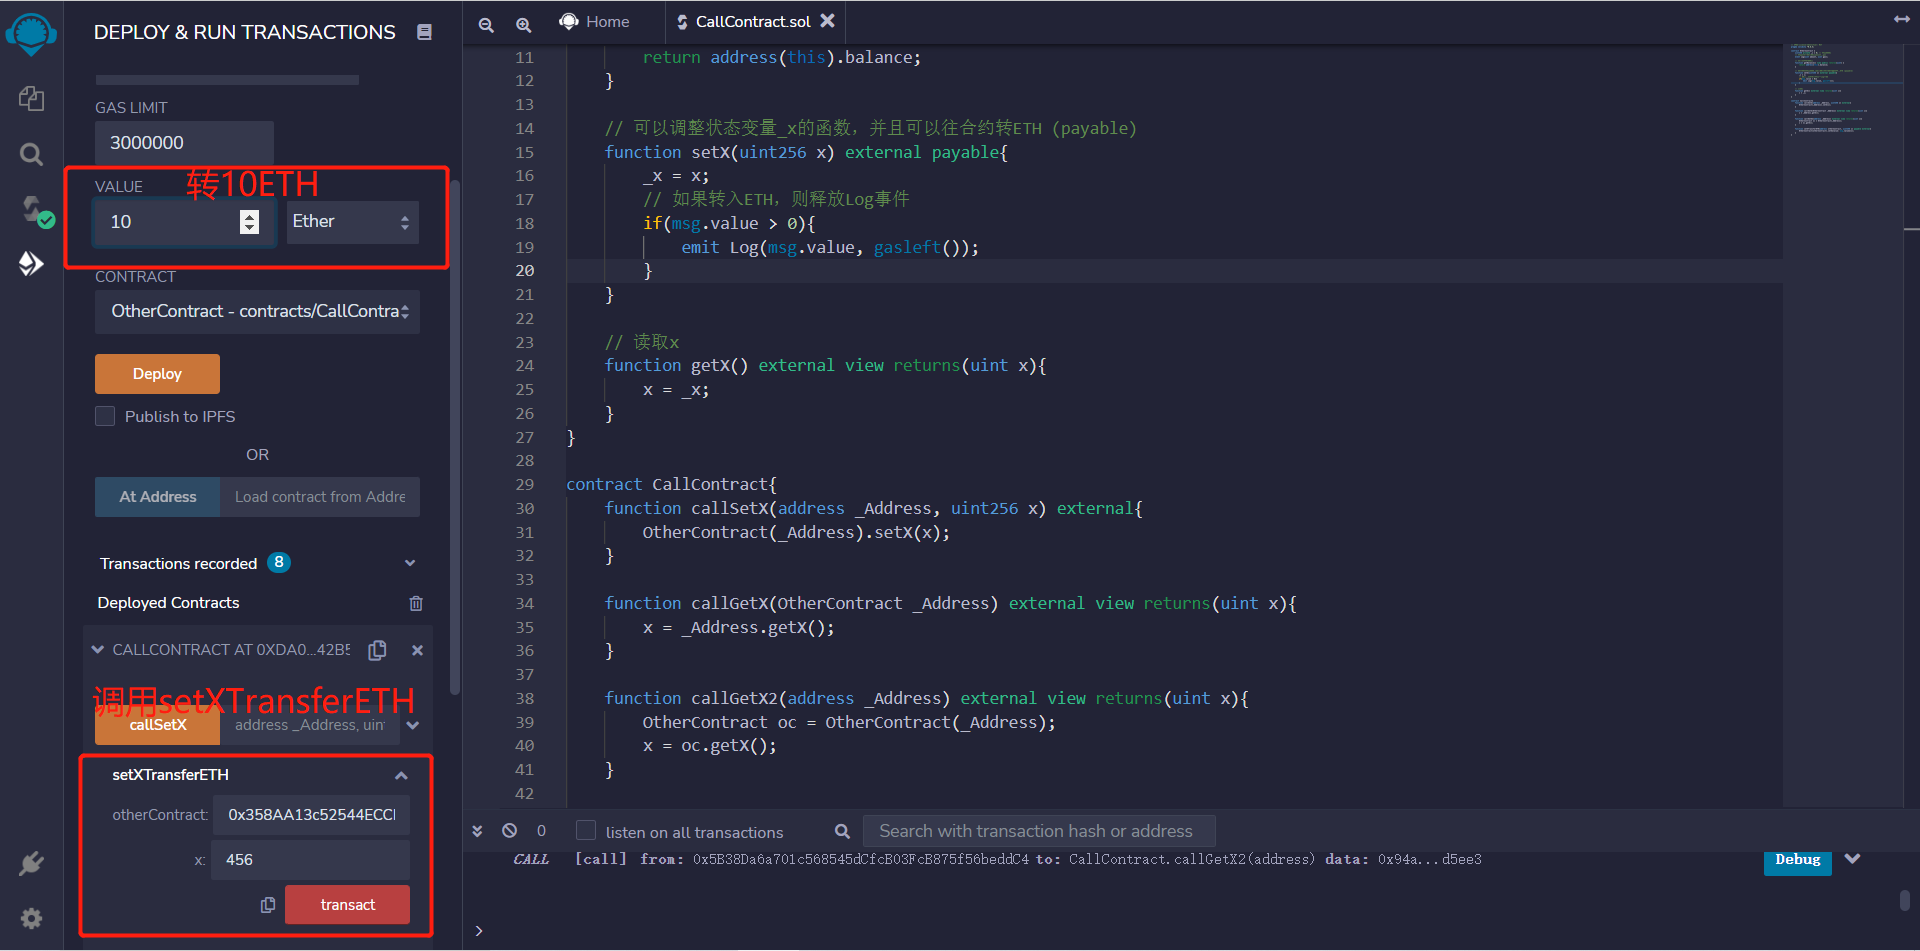 DEPLOY & RUN TRANSACTIONS
GAS LIMIT
3000000
VALUE
转10ETH
10
Ether
CONTRACT
OtherContract - contracts/CallContra
Deploy
Publish to IPFS
OR
At Address
Load contract from Addre
Transactions recorded 8
Deployed Contracts
CALLCONTRACT AT 0XDA0...42B5
调用setXTransferETH
callSetX
address _Address, uin
setXTransferETH
otherContract:
0x358AA13c52544ECCI
x:
456
transact
Home
CallContract.sol
11 return address(this).balance;
12 }
13
14 // 可以调整状态变量_x的函数，并且可以往合约转ETH (payable)
15 function setX(uint256 x) external payable{
16 _x = x;
17 // 如果转入ETH，则释放Log事件
18 if(msg.value > 0){
19 emit Log(msg.value, gasleft());
20 }
21 }
22
23 // 读取x
24 function getX() external view returns(uint x){
25 x = _x;
26 }
27 }
28
29 contract CallContract{
30 function callSetX(address _Address, uint256 x) external{
31 OtherContract(_Address).setX(x);
32 }
33
34 function callGetX(OtherContract _Address) external view returns(uint x){
35 x = _Address.getX();
36 }
37
38 function callGetX2(address _Address) external view returns(uint x){
39 OtherContract oc = OtherContract(_Address);
40 x = oc.getX();
41 }
42
0
listen on all transactions
Search with transaction hash or address
CALL [call] from: 0x5B38Da6a701c568545dCfcB03FcB875f56beddC4 to: CallContract.callGetX2(address) data: 0x94a...d5ee3
Debug
>